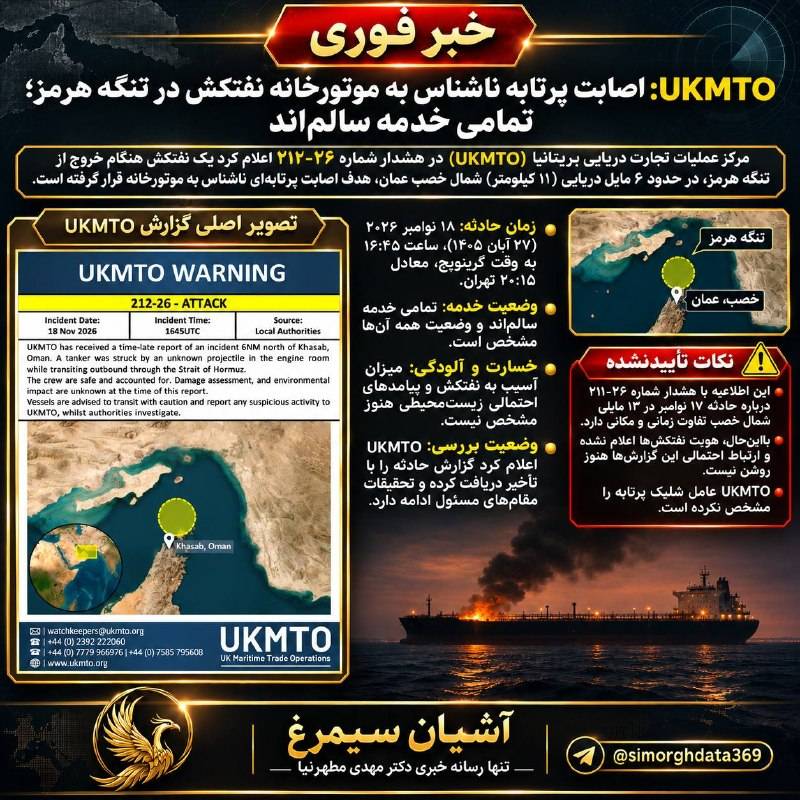 خبر فوری
UKMTO: اصابت پرتابه ناشناس به موتورخانه نفتکش در تنگه هرمز؛
تمامی خدمه سالم‌اند
مرکز عملیات تجارت دریایی بریتانیا (UKMTO) در هشدار شماره ۲۶-۲۱۲ اعلام کرد یک نفتکش هنگام خروج از
تنگه هرمز، در حدود ۶ مایل دریایی (۱۱ کیلومتر) شمال خصب عمان، هدف اصابت پرتابه‌ای ناشناس به موتورخانه قرار گرفته است.
تنگه هرمز
خصب، عمان
نکات تأییدنشده
این اطلاعیه با هشدار شماره ۲۶-۲۱۱
درباره حادثه ۱۷ نوامبر در ۱۳ مایلی
شمال خصب تفاوت زمانی و مکانی دارد.
بااین‌حال، هویت نفتکش‌ها اعلام نشده
و ارتباط احتمالی این گزارش‌ها هنوز
روشن نیست.
UKMTO عامل شلیک پرتابه را
مشخص نکرده است.
زمان حادثه: ۱۸ نوامبر ۲۰۲۶
(۲۷ آبان ۱۴۰۵)، ساعت ۱۶:۴۵
به وقت گرینویچ، معادل
۲۰:۱۵ تهران.
وضعیت خدمه: تمامی خدمه
سالم‌اند و وضعیت همه آن‌ها
مشخص است.
خسارت و آلودگی: میزان
آسیب به نفتکش و پیامدهای
احتمالی زیست‌محیطی هنوز
مشخص نیست.
وضعیت بررسی: UKMTO
اعلام کرد گزارش حادثه را با
تأخیر دریافت کرده و تحقیقات
مقام‌های مسئول ادامه دارد.
تصویر اصلی گزارش UKMTO
UKMTO WARNING
212-26 - ATTACK
Incident Date:
18 Nov 2026
Incident Time:
1645UTC
Source:
Local Authorities
UKMTO has received a time-late report of an incident 6NM north of Khasab,
Oman. A tanker was struck by an unknown projectile in the engine room
while transiting outbound through the Strait of Hormuz.
The crew are safe and accounted for. Damage assessment, and environmental
impact are unknown at the time of this report.
Vessels are advised to transit with caution and report any suspicious activity to
UKMTO, whilst authorities investigate.
Khasab, Oman
watchkeepers@ukmto.org
+44 (0) 2392 222060
+44 (0) 7779 966976 | +44 (0) 7585 795608
www.ukmto.org
UKMTO
UK Maritime Trade Operations
آشیان سیمرغ
تنها رسانه خبری دکتر مهدی مطهرنیا
@simorghdata369